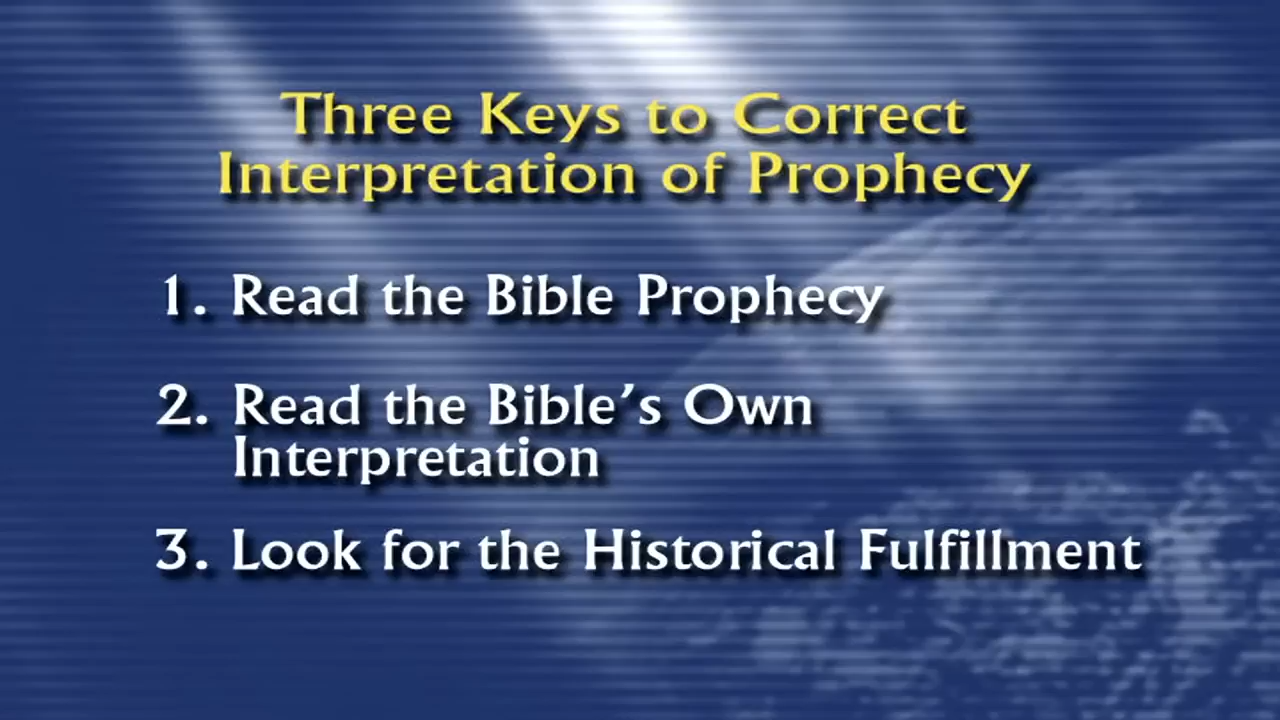 Three Keys to Correct
Interpretation of Prophecy
1. Read the Bible Prophecy
2. Read the Bible’s Own
Interpretation
3. Look for the Historical Fulfillment